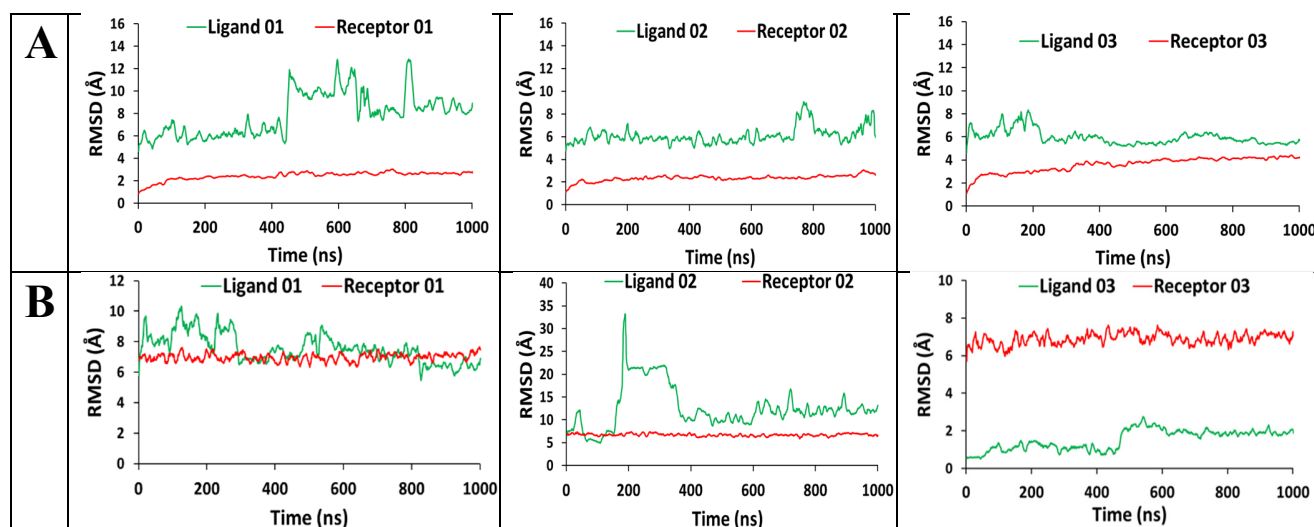 A
Ligand 01 Receptor 01
RMSD (Å)
16
14
12
10
8
6
4
2
0
0 200 400 600 800 1000
Time (ns)
Ligand 02 Receptor 02
RMSD (Å)
16
14
12
10
8
6
4
2
0
0 200 400 600 800 1000
Time (ns)
Ligand 03 Receptor 03
RMSD (Å)
16
14
12
10
8
6
4
2
0
0 200 400 600 800 1000
Time (ns)
B
Ligand 01 Receptor 01
RMSD (Å)
12
10
8
6
4
2
0
0 200 400 600 800 1000
Time (ns)
Ligand 02 Receptor 02
RMSD (Å)
40
35
30
25
20
15
10
5
0
0 200 400 600 800 1000
Time (ns)
Ligand 03 Receptor 03
RMSD (Å)
10
8
6
4
2
0
0 200 400 600 800 1000
Time (ns)